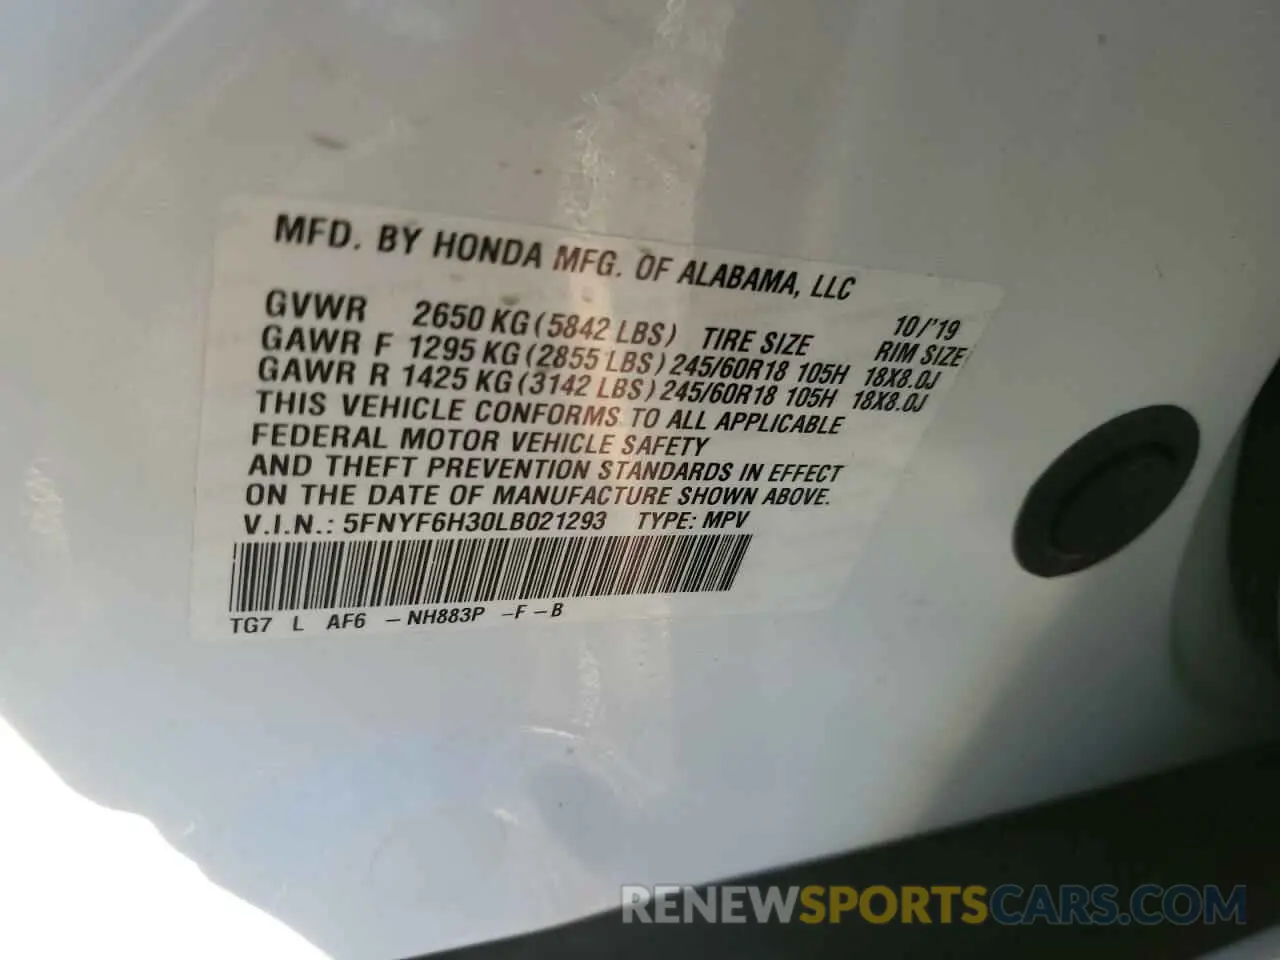 MFD. BY HONDA MFG. OF ALABAMA, LLC
10/'19
GVWR 2650 KG (5842 LBS) TIRE SIZE RIM SIZE
GAWR F 1295 KG (2855 LBS) 245/60R18 105H 18X8.0J
GAWR R 1425 KG (3142 LBS) 245/60R18 105H 18X8.0J
THIS VEHICLE CONFORMS TO ALL APPLICABLE
FEDERAL MOTOR VEHICLE SAFETY
AND THEFT PREVENTION STANDARDS IN EFFECT
ON THE DATE OF MANUFACTURE SHOWN ABOVE.
V.I.N.: 5FNYF6H30LB021293 TYPE: MPV
TG7 L AF6 – NH883P – F – B
RENEWSPORTSCARS.COM